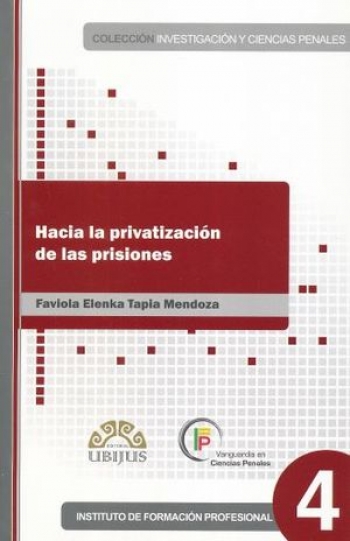 COLECCIÓN INVESTIGACIÓN Y CIENCIAS PENALES
Hacia la privatización
de las prisiones
Faviola Elenka Tapia Mendoza
EDITORIAL
UBIJUS
Vanguardia en
Ciencias Penales
INSTITUTO DE FORMACIÓN PROFESIONAL
4